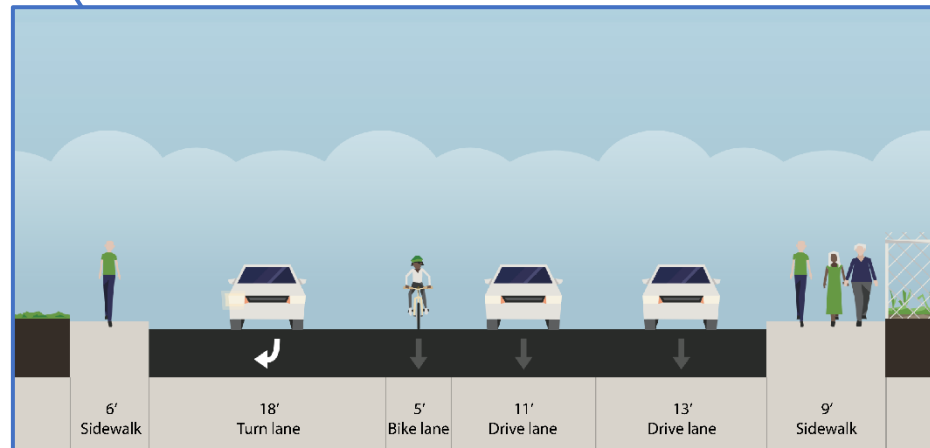 6′
Sidewalk
18′
Turn lane
5′
Bike lane
11′
Drive lane
13′
Drive lane
9′
Sidewalk